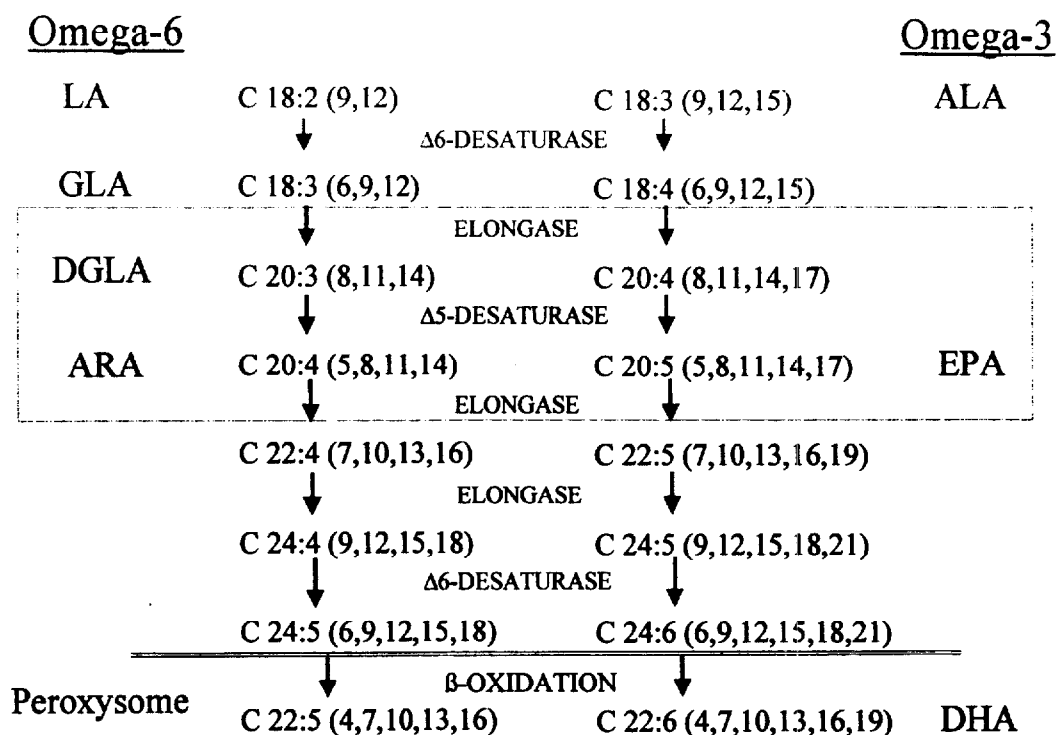 Omega-6 Omega-3
LA C 18:2 (9,12) C 18:3 (9,12,15) ALA
Δ6-DESATURASE
GLA C 18:3 (6,9,12) C 18:4 (6,9,12,15)
ELONGASE
DGLA C 20:3 (8,11,14) C 20:4 (8,11,14,17)
Δ5-DESATURASE
ARA C 20:4 (5,8,11,14) C 20:5 (5,8,11,14,17) EPA
ELONGASE
C 22:4 (7,10,13,16) C 22:5 (7,10,13,16,19)
ELONGASE
C 24:4 (9,12,15,18) C 24:5 (9,12,15,18,21)
Δ6-DESATURASE
C 24:5 (6,9,12,15,18) C 24:6 (6,9,12,15,18,21)
Peroxysome ß-OXIDATION
C 22:5 (4,7,10,13,16) C 22:6 (4,7,10,13,16,19) DHA